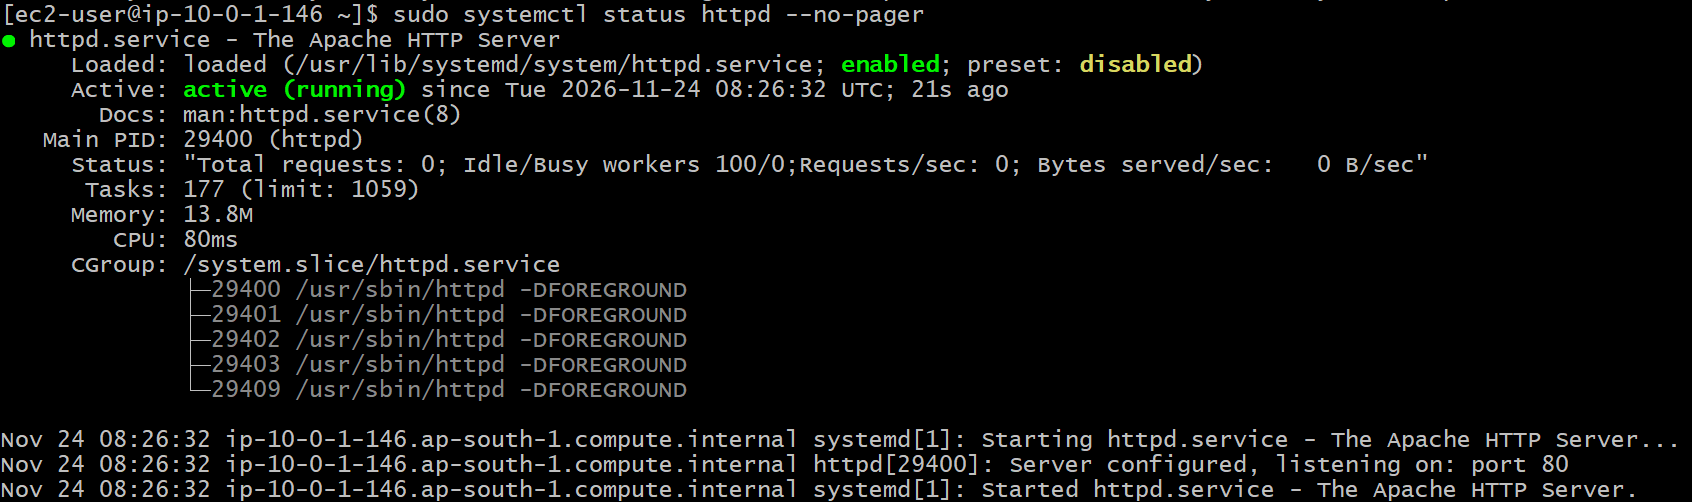 [ec2-user@ip-10-0-1-146 ~]$ sudo systemctl status httpd --no-pager
● httpd.service - The Apache HTTP Server
     Loaded: loaded (/usr/lib/systemd/system/httpd.service; enabled; preset: disabled)
     Active: active (running) since Tue 2026-11-24 08:26:32 UTC; 21s ago
       Docs: man:httpd.service(8)
   Main PID: 29400 (httpd)
     Status: "Total requests: 0; Idle/Busy workers 100/0;Requests/sec: 0; Bytes served/sec:   0 B/sec"
      Tasks: 177 (limit: 1059)
     Memory: 13.8M
        CPU: 80ms
     CGroup: /system.slice/httpd.service
             ├─29400 /usr/sbin/httpd -DFOREGROUND
             ├─29401 /usr/sbin/httpd -DFOREGROUND
             ├─29402 /usr/sbin/httpd -DFOREGROUND
             ├─29403 /usr/sbin/httpd -DFOREGROUND
             └─29409 /usr/sbin/httpd -DFOREGROUND

Nov 24 08:26:32 ip-10-0-1-146.ap-south-1.compute.internal systemd[1]: Starting httpd.service - The Apache HTTP Server...
Nov 24 08:26:32 ip-10-0-1-146.ap-south-1.compute.internal httpd[29400]: Server configured, listening on: port 80
Nov 24 08:26:32 ip-10-0-1-146.ap-south-1.compute.internal systemd[1]: Started httpd.service - The Apache HTTP Server.